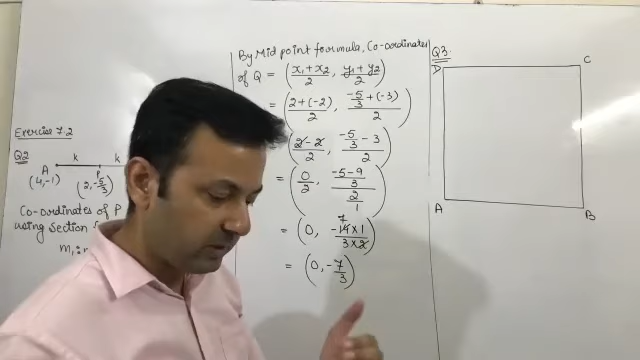 Exercise 7.2
Q2
A k P k
(4,-1) (2,-5/3)
Co-ordinates of P
using Section
m₁:
By Mid point formula, Co-ordinates
of Q = (x₁+x₂/2, y₁+y₂/2)
= (2+(-2)/2, -5/3+(-3)/2)
(2-2/2, -5/3-3/2)
= (0/2, -5-9/3/2/1)
= (0, -14×1/3×2) 7
= (0, -7/3)
Q3.
D C
A B